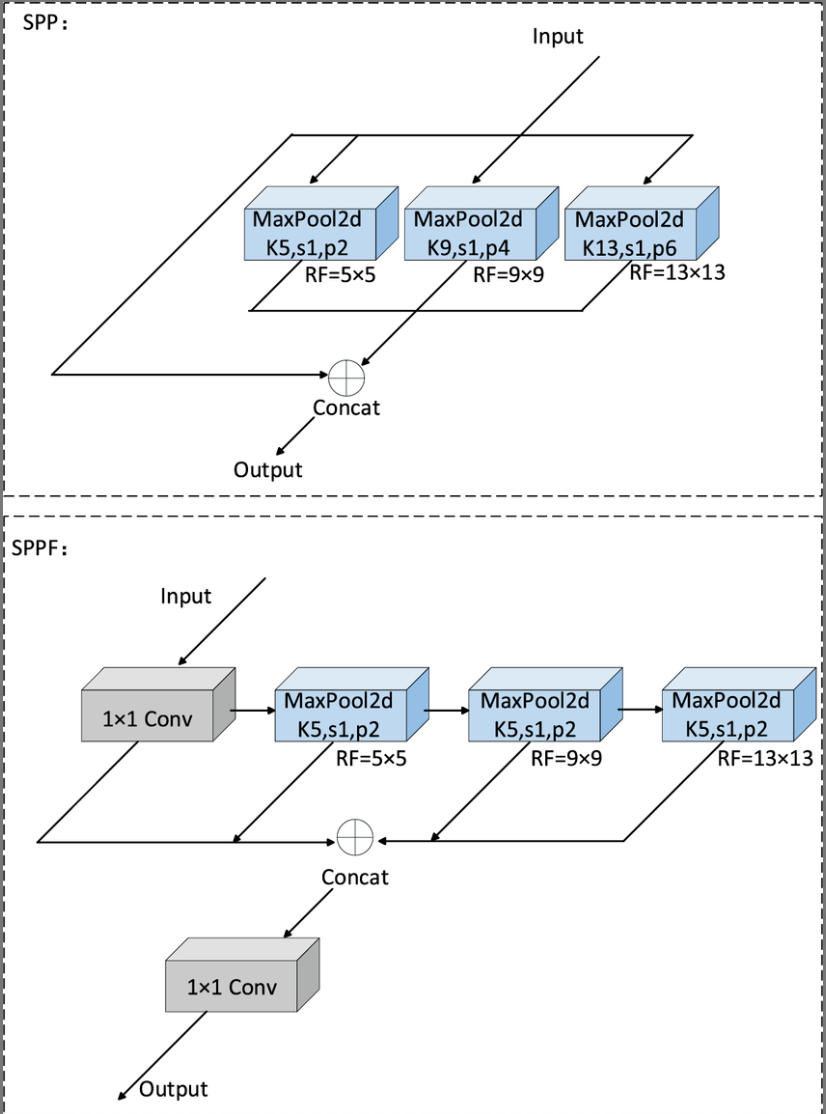 SPP：
Input
MaxPool2d
K5,s1,p2
MaxPool2d
K9,s1,p4
MaxPool2d
K13,s1,p6
RF=5×5
RF=9×9
RF=13×13
Concat
Output
SPPF：
Input
1×1 Conv
MaxPool2d
K5,s1,p2
MaxPool2d
K5,s1,p2
MaxPool2d
K5,s1,p2
RF=5×5
RF=9×9
RF=13×13
Concat
1×1 Conv
Output